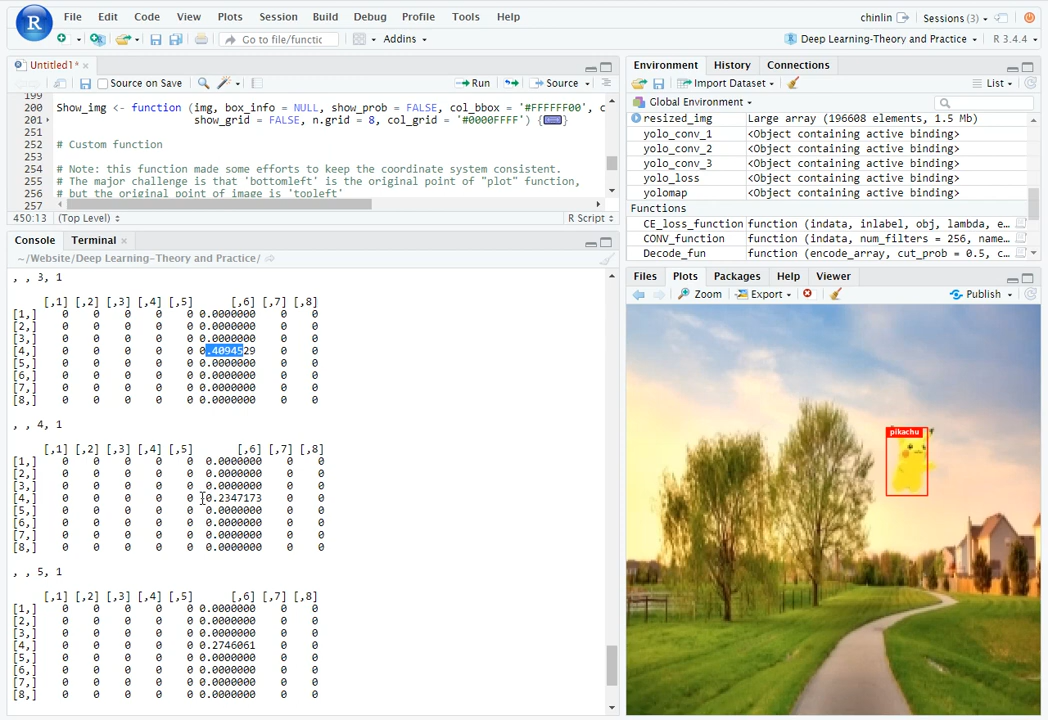 File Edit Code View Plots Session Build Debug Profile Tools Help
chinlin Sessions (3)
Go to file/functic Addins
Deep Learning-Theory and Practice R 3.4.4
Untitled1* ×
Source on Save Run Source
199
200 Show_img <- function (img, box_info = NULL, show_prob = FALSE, col_bbox = '#FFFFFF00', c
201 show_grid = FALSE, n.grid = 8, col_grid = '#0000FFFF') {
252
252 # Custom function
253
254 # Note: this function made some efforts to keep the coordinate system consistent.
255 # The major challenge is that 'bottomleft' is the original point of "plot" function,
256 # but the original point of image is 'topleft'
257
450:13 (Top Level) R Script
Console Terminal ×
~/Website/Deep Learning-Theory and Practice/
, , 3, 1
[,1] [,2] [,3] [,4] [,5] [,6] [,7] [,8]
[1,] 0 0 0 0 0 0.0000000 0 0
[2,] 0 0 0 0 0 0.0000000 0 0
[3,] 0 0 0 0 0 0.0000000 0 0
[4,] 0 0 0 0 0 0.4094529 0 0
[5,] 0 0 0 0 0 0.0000000 0 0
[6,] 0 0 0 0 0 0.0000000 0 0
[7,] 0 0 0 0 0 0.0000000 0 0
[8,] 0 0 0 0 0 0.0000000 0 0
, , 4, 1
[,1] [,2] [,3] [,4] [,5] [,6] [,7] [,8]
[1,] 0 0 0 0 0 0.0000000 0 0
[2,] 0 0 0 0 0 0.0000000 0 0
[3,] 0 0 0 0 0 0.0000000 0 0
[4,] 0 0 0 0 0 0.2347173 0 0
[5,] 0 0 0 0 0 0.0000000 0 0
[6,] 0 0 0 0 0 0.0000000 0 0
[7,] 0 0 0 0 0 0.0000000 0 0
[8,] 0 0 0 0 0 0.0000000 0 0
, , 5, 1
[,1] [,2] [,3] [,4] [,5] [,6] [,7] [,8]
[1,] 0 0 0 0 0 0.0000000 0 0
[2,] 0 0 0 0 0 0.0000000 0 0
[3,] 0 0 0 0 0 0.0000000 0 0
[4,] 0 0 0 0 0 0.2746061 0 0
[5,] 0 0 0 0 0 0.0000000 0 0
[6,] 0 0 0 0 0 0.0000000 0 0
[7,] 0 0 0 0 0 0.0000000 0 0
[8,] 0 0 0 0 0 0.0000000 0 0
Environment History Connections
Import Dataset List
Global Environment
resized_img Large array (196608 elements, 1.5 Mb)
yolo_conv_1 <Object containing active binding>
yolo_conv_2 <Object containing active binding>
yolo_conv_3 <Object containing active binding>
yolo_loss <Object containing active binding>
yolomap <Object containing active binding>
Functions
CE_loss_function function (indata, inlabel, obj, lambda, e…
CONV_function function (indata, num_filters = 256, name…
Decode_fun function (encode_array, cut_prob = 0.5, c…
Files Plots Packages Help Viewer
Zoom Export Publish
pikachu